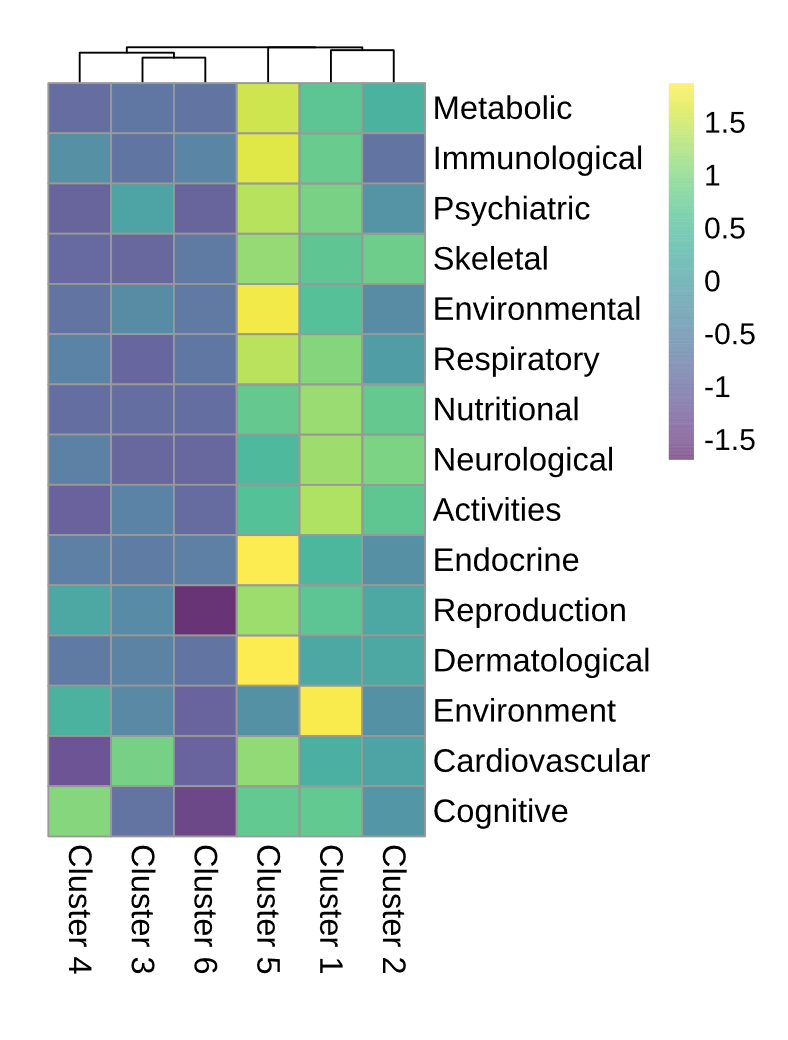 Metabolic
Immunological
Psychiatric
Skeletal
Environmental
Respiratory
Nutritional
Neurological
Activities
Endocrine
Reproduction
Dermatological
Environment
Cardiovascular
Cognitive
1.5
1
0.5
0
-0.5
-1
-1.5
Cluster 4
Cluster 3
Cluster 6
Cluster 5
Cluster 1
Cluster 2